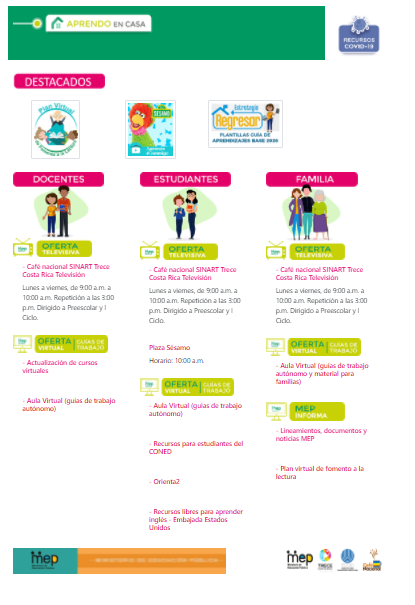 APRENDO EN CASA
RECURSOS
COVID-19
DESTACADOS
Plan Virtual
SÉSAMO
Estrategia
Regresar
PLANTILLAS GUÍA DE
APRENDIZAJES BASE 2020
DOCENTES
OFERTA
TELEVISIVA
- Café nacional SINART Trece
Costa Rica Televisión
Lunes a viernes, de 9:00 a.m. a
10:00 a.m. Repetición a las 3:00
p.m. Dirigido a Preescolar y I
Ciclo.
OFERTA
VIRTUAL
GUÍAS DE
TRABAJO
- Actualización de cursos
virtuales
- Aula Virtual (guías de trabajo
autónomo)
ESTUDIANTES
OFERTA
TELEVISIVA
- Café nacional SINART Trece
Costa Rica Televisión
Lunes a viernes, de 9:00 a.m. a
10:00 a.m. Repetición a las 3:00
p.m. Dirigido a Preescolar y I
Ciclo.
Plaza Sésamo
Horario: 10:00 a.m.
OFERTA
VIRTUAL
GUÍAS DE
TRABAJO
- Aula Virtual (guías de trabajo
autónomo)
- Recursos para estudiantes del
CONED
- Orienta2
- Recursos libres para aprender
inglés - Embajada Estados
Unidos
FAMILIA
OFERTA
TELEVISIVA
- Café nacional SINART Trece
Costa Rica Televisión
Lunes a viernes, de 9:00 a.m. a
10:00 a.m. Repetición a las 3:00
p.m. Dirigido a Preescolar y I
Ciclo.
OFERTA
VIRTUAL
GUÍAS DE
TRABAJO
- Aula Virtual (guías de trabajo
autónomo y material para
familias)
MEP
INFORMA
- Lineamientos, documentos y
noticias MEP
- Plan virtual de fomento a la
lectura
mep
MINISTERIO DE EDUCACIÓN PÚBLICA
mep
TRECE